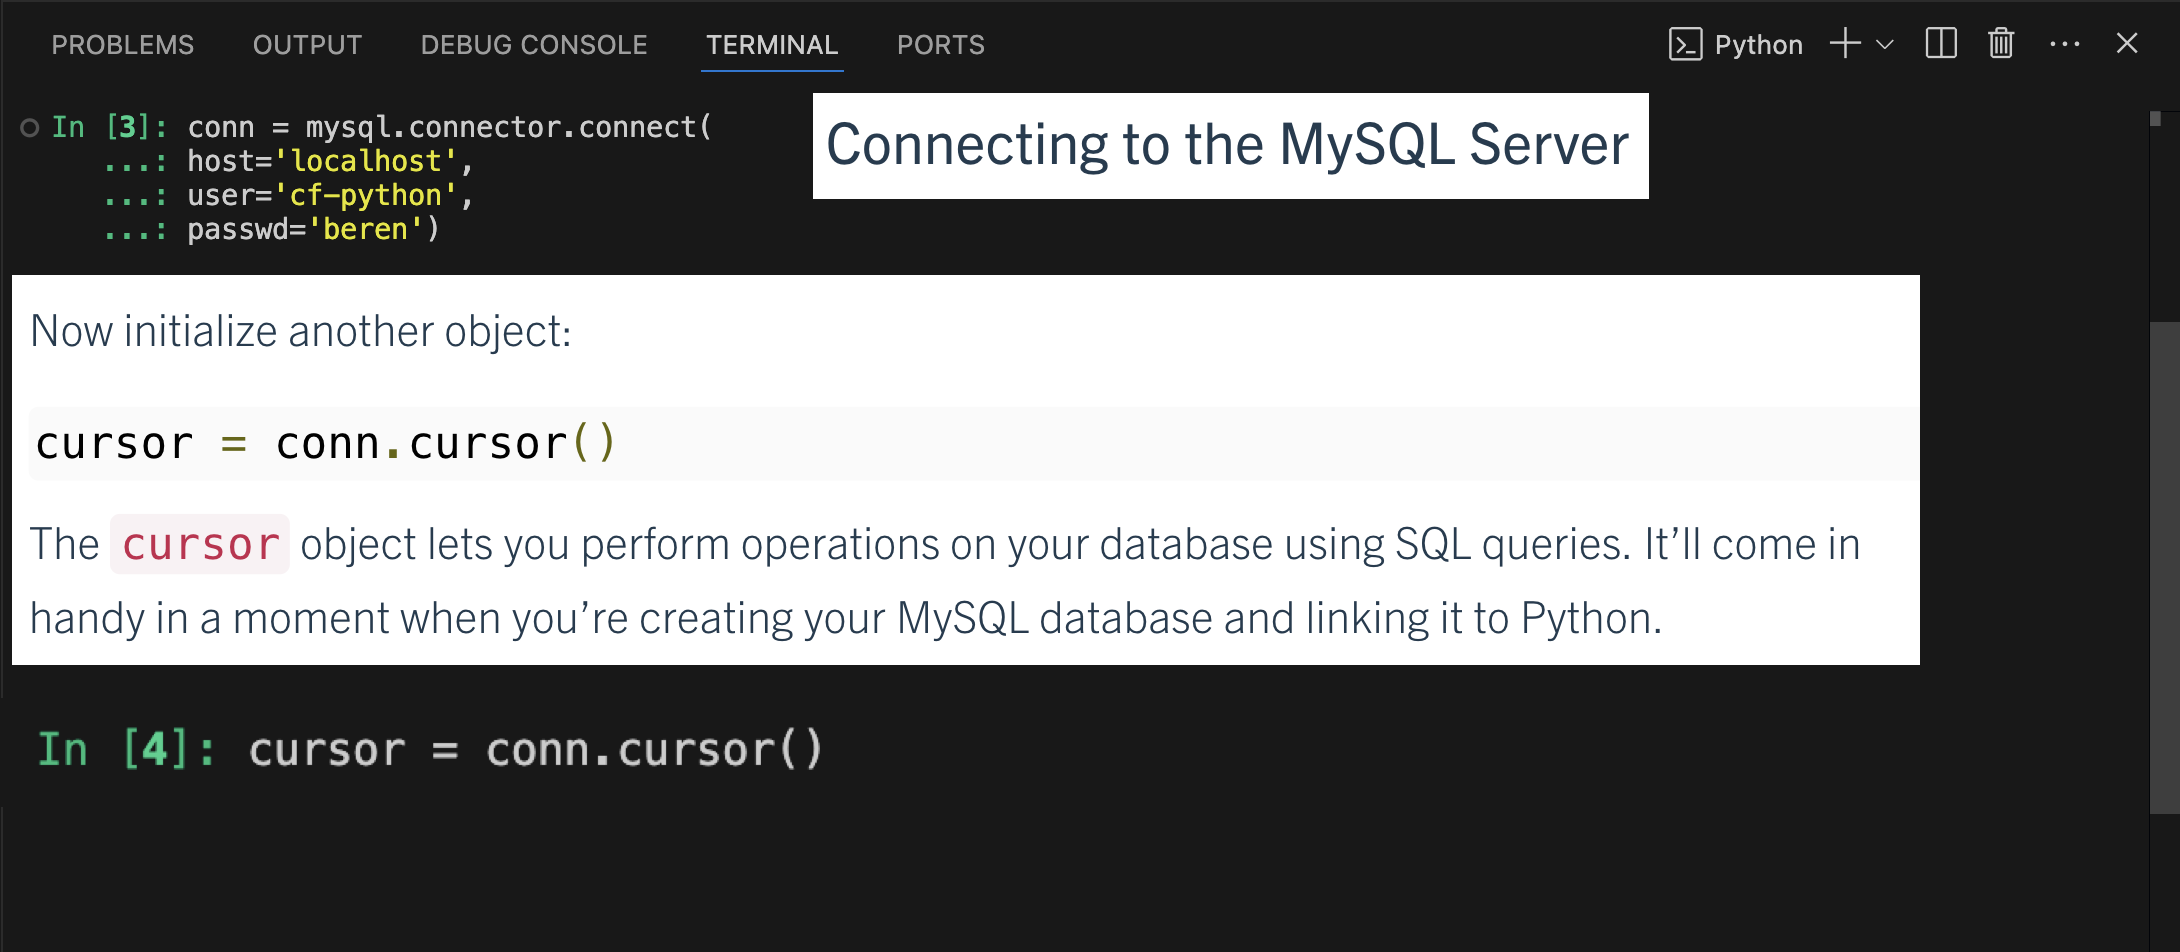 PROBLEMS OUTPUT DEBUG CONSOLE TERMINAL PORTS Python
In [3]: conn = mysql.connector.connect(
...: host='localhost',
...: user='cf-python',
...: passwd='beren')
Connecting to the MySQL Server
Now initialize another object:
cursor = conn.cursor()
The cursor object lets you perform operations on your database using SQL queries. It’ll come in
handy in a moment when you’re creating your MySQL database and linking it to Python.
In [4]: cursor = conn.cursor()